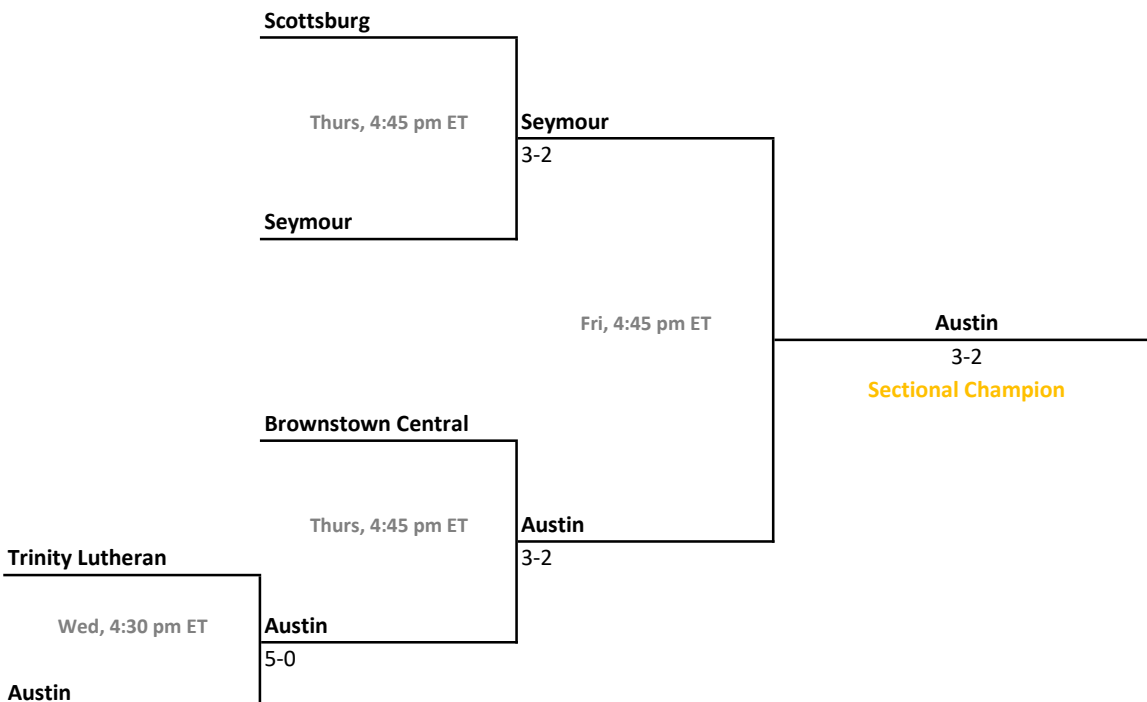 Scottsburg
Thurs, 4:45 pm ET
Seymour
3-2
Seymour
Fri, 4:45 pm ET
Austin
3-2
Sectional Champion
Brownstown Central
Thurs, 4:45 pm ET
Austin
3-2
Trinity Lutheran
Wed, 4:30 pm ET
Austin
5-0
Austin